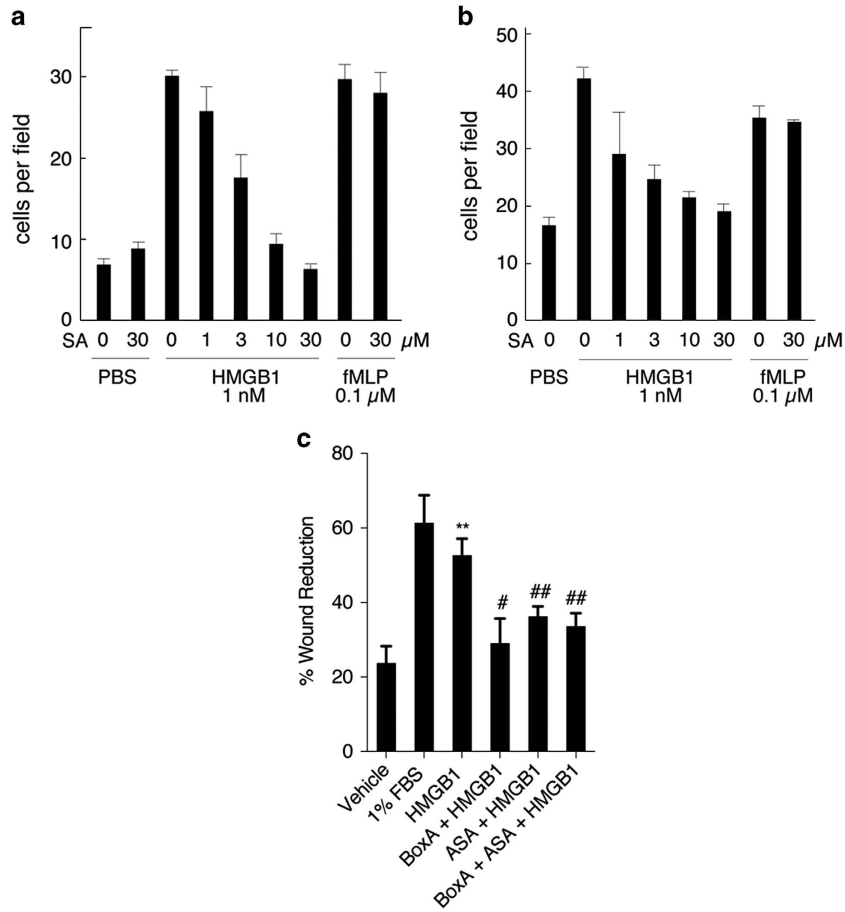 a
cells per field
30
20
10
0
SA 0 30 0 1 3 10 30 0 30 µM
PBS HMGB1 fMLP
1 nM 0.1 µM
b
cells per field
50
40
30
20
10
0
SA 0 0 1 3 10 30 0 30 µM
PBS HMGB1 fMLP
1 nM 0.1 µM
c
% Wound Reduction
80
60
40
20
0
**
#
##
##
Vehicle
1% FBS
HMGB1
BoxA + HMGB1
ASA + HMGB1
BoxA + ASA + HMGB1